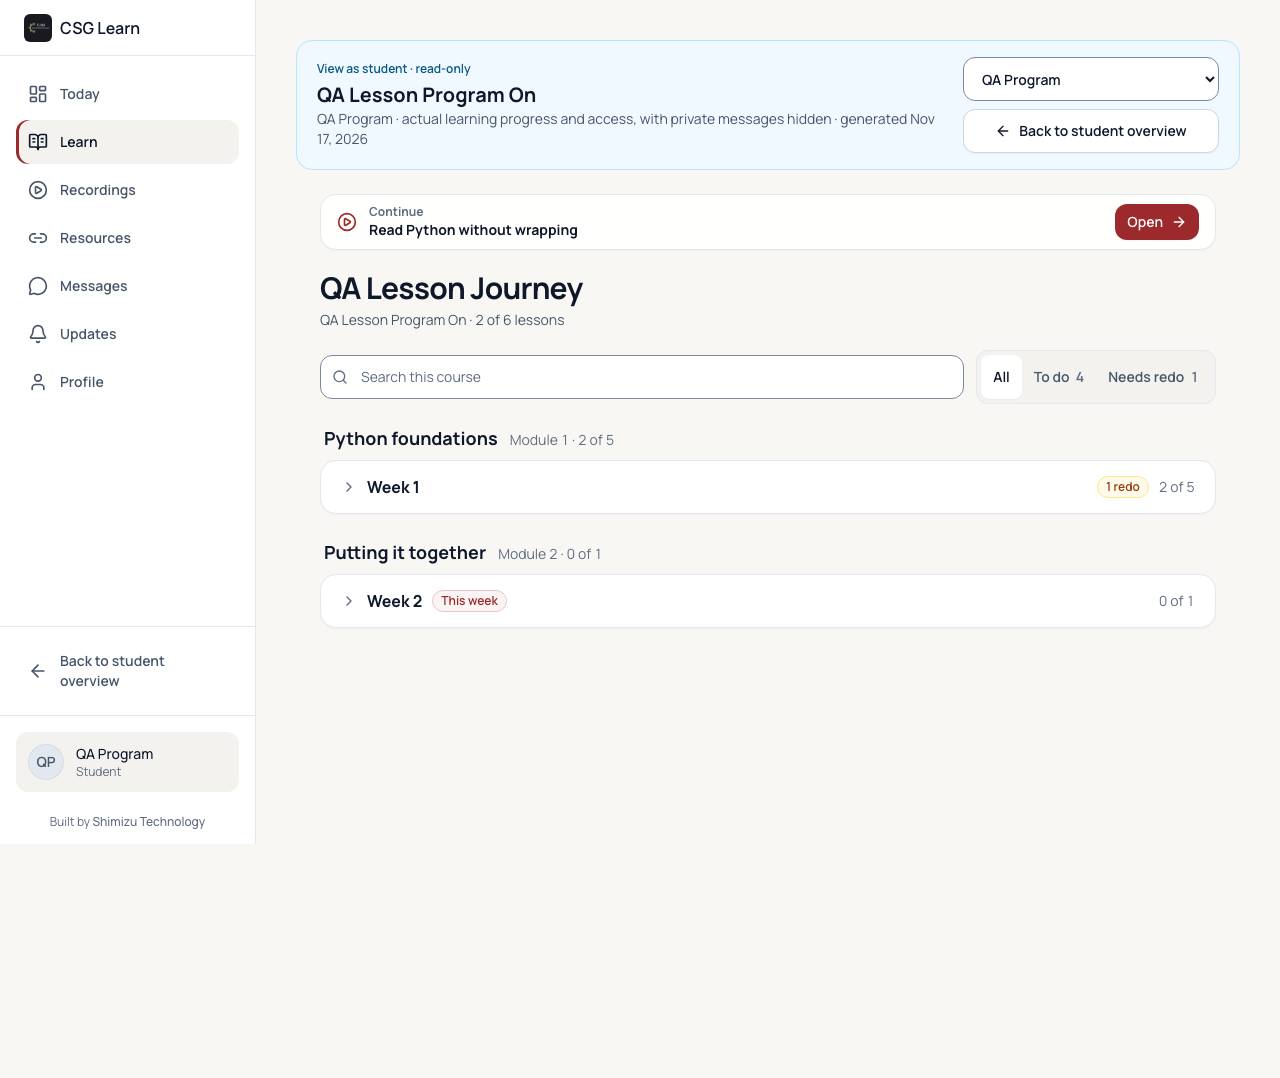 CSG Learn
Today
Learn
Recordings
Resources
Messages
Updates
Profile
Back to student
overview
QP
QA Program
Student
Built by Shimizu Technology
View as student · read-only
QA Lesson Program On
QA Program · actual learning progress and access, with private messages hidden · generated Nov
17, 2026
QA Program
Back to student overview
Continue
Read Python without wrapping
Open
QA Lesson Journey
QA Lesson Program On · 2 of 6 lessons
Search this course
All
To do 4
Needs redo 1
Python foundations Module 1 · 2 of 5
Week 1
1 redo
2 of 5
Putting it together Module 2 · 0 of 1
Week 2
This week
0 of 1